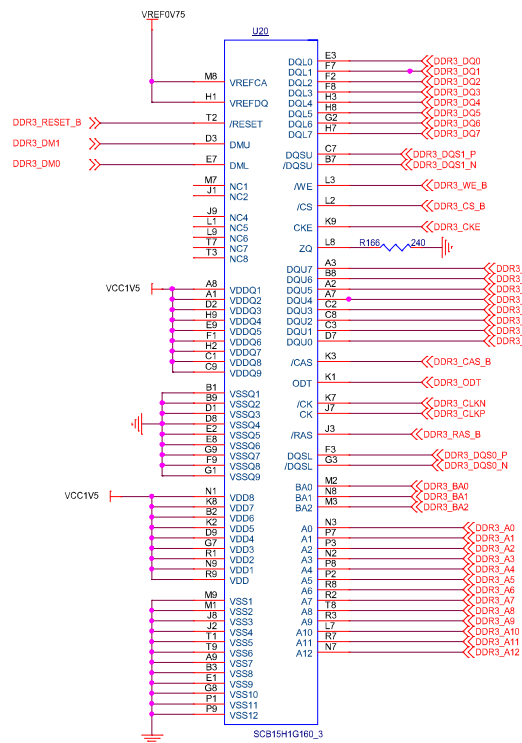 VREF0V75
U20
M8 VREFCA
H1 VREFDQ
DDR3_RESET_B T2 /RESET
DDR3_DM1 D3 DMU
DDR3_DM0 E7 DML
M7 NC1
J1 NC2
J9 NC4
L1 NC5
L9 NC6
T7 NC7
T3 NC8
VCC1V5
A8 VDDQ1
A1 VDDQ2
D2 VDDQ3
H9 VDDQ4
E9 VDDQ5
F1 VDDQ6
H2 VDDQ7
C1 VDDQ8
C9 VDDQ9
B1 VSSQ1
B9 VSSQ2
D1 VSSQ3
D8 VSSQ4
E2 VSSQ5
E8 VSSQ6
G9 VSSQ7
F9 VSSQ8
G1 VSSQ9
VCC1V5
N1 VDD8
K8 VDD7
B2 VDD6
K2 VDD5
D9 VDD4
G7 VDD3
R1 VDD2
N9 VDD1
R9 VDD
M9 VSS1
M1 VSS2
J8 VSS3
J2 VSS4
T1 VSS5
T9 VSS6
A9 VSS7
B3 VSS8
E1 VSS9
G8 VSS10
P1 VSS11
P9 VSS12
DQL0 E3 DDR3_DQ0
DQL1 F7 DDR3_DQ1
DQL2 F2 DDR3_DQ2
DQL3 F8 DDR3_DQ3
DQL4 H3 DDR3_DQ4
DQL5 H8 DDR3_DQ5
DQL6 G2 DDR3_DQ6
DQL7 H7 DDR3_DQ7
DQSU C7 DDR3_DQS1_P
/DQSU B7 DDR3_DQS1_N
/WE L3 DDR3_WE_B
/CS L2 DDR3_CS_B
CKE K9 DDR3_CKE
ZQ L8 R166 240
DQU7 A3 DDR3_
DQU6 B8 DDR3_
DQU5 A2 DDR3_
DQU4 A7 DDR3_
DQU3 C2 DDR3_
DQU2 C8 DDR3_
DQU1 C3 DDR3_
DQU0 D7 DDR3_
/CAS K3 DDR3_CAS_B
ODT K1 DDR3_ODT
/CK K7 DDR3_CLKN
CK J7 DDR3_CLKP
/RAS J3 DDR3_RAS_B
DQSL F3 DDR3_DQS0_P
/DQSL G3 DDR3_DQS0_N
BA0 M2 DDR3_BA0
BA1 N8 DDR3_BA1
BA2 M3 DDR3_BA2
A0 N3 DDR3_A0
A1 P7 DDR3_A1
A2 P3 DDR3_A2
A3 N2 DDR3_A3
A4 P8 DDR3_A4
A5 P2 DDR3_A5
A6 R8 DDR3_A6
A7 R2 DDR3_A7
A8 T8 DDR3_A8
A9 R3 DDR3_A9
A10 L7 DDR3_A10
A11 R7 DDR3_A11
A12 N7 DDR3_A12
SCB15H1G160_3